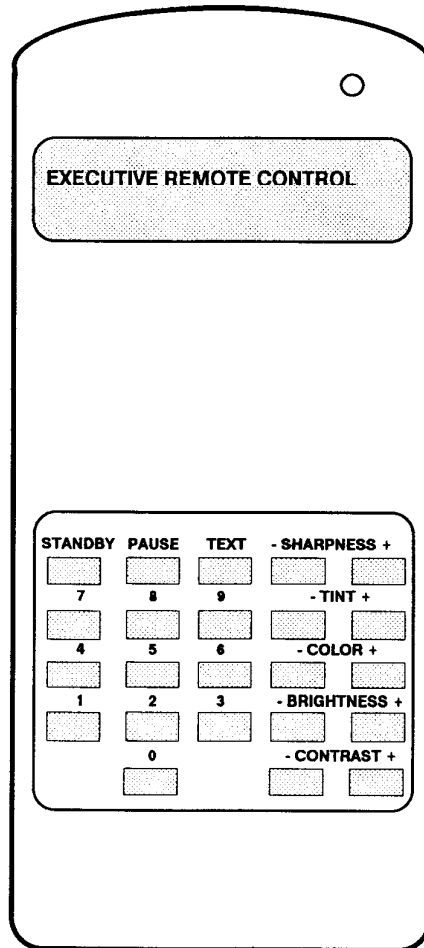 EXECUTIVE REMOTE CONTROL
STANDBY PAUSE TEXT - SHARPNESS +
7 8 9 - TINT +
4 5 6 - COLOR +
1 2 3 - BRIGHTNESS +
0 - CONTRAST +